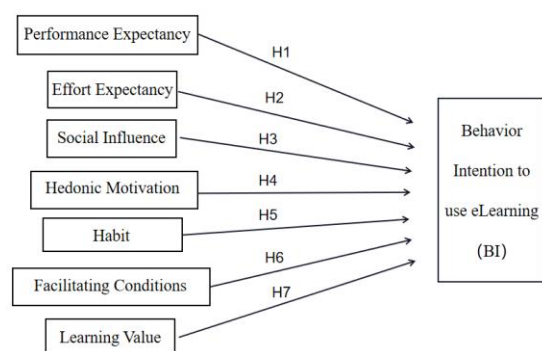 Performance Expectancy
H1
Effort Expectancy
H2
Social Influence
H3
Hedonic Motivation
H4
Habit
H5
Facilitating Conditions
H6
Learning Value
H7
Behavior
Intention to
use eLearning
(BI)